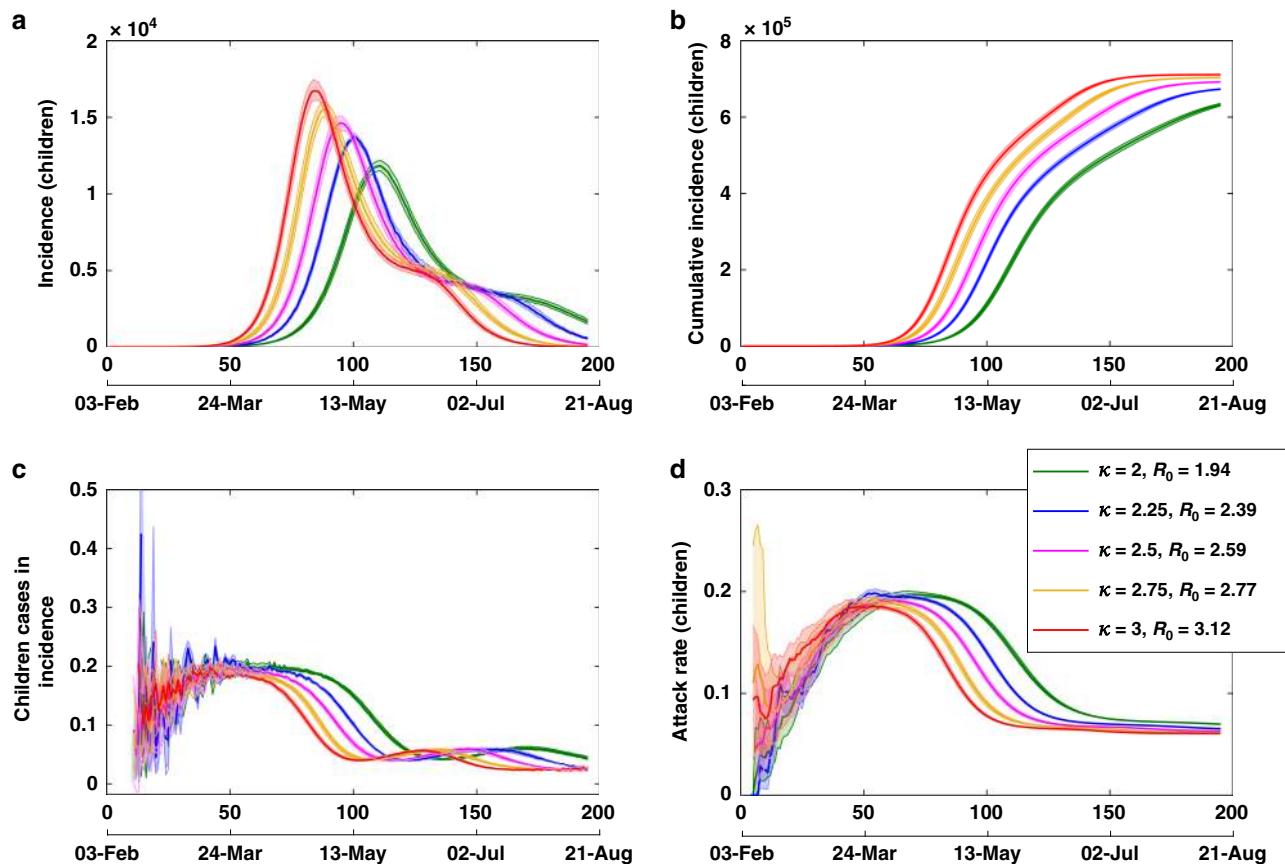 a
× 10⁴
2
1.5
1
0.5
0
Incidence (children)
0 50 100 150 200
03-Feb 24-Mar 13-May 02-Jul 21-Aug
b
× 10⁵
8
6
4
2
0
Cumulative incidence (children)
0 50 100 150 200
03-Feb 24-Mar 13-May 02-Jul 21-Aug
c
0.5
0.4
0.3
0.2
0.1
0
Children cases in
incidence
0 50 100 150 200
03-Feb 24-Mar 13-May 02-Jul 21-Aug
d
0.3
0.2
0.1
0
Attack rate (children)
0 50 100 150 200
03-Feb 24-Mar 13-May 02-Jul 21-Aug
κ = 2, R₀ = 1.94
κ = 2.25, R₀ = 2.39
κ = 2.5, R₀ = 2.59
κ = 2.75, R₀ = 2.77
κ = 3, R₀ = 3.12